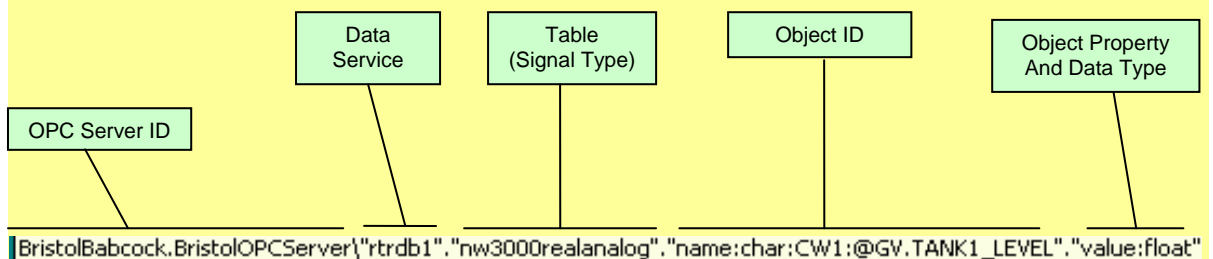 Data
Service
Table
(Signal Type)
Object ID
Object Property
And Data Type
OPC Server ID
BristolBabcock.BristolOPCServer\"rtrdb1"."nw3000realanalog"."name:char:CW1:@GV.TANK1_LEVEL"."value:float"